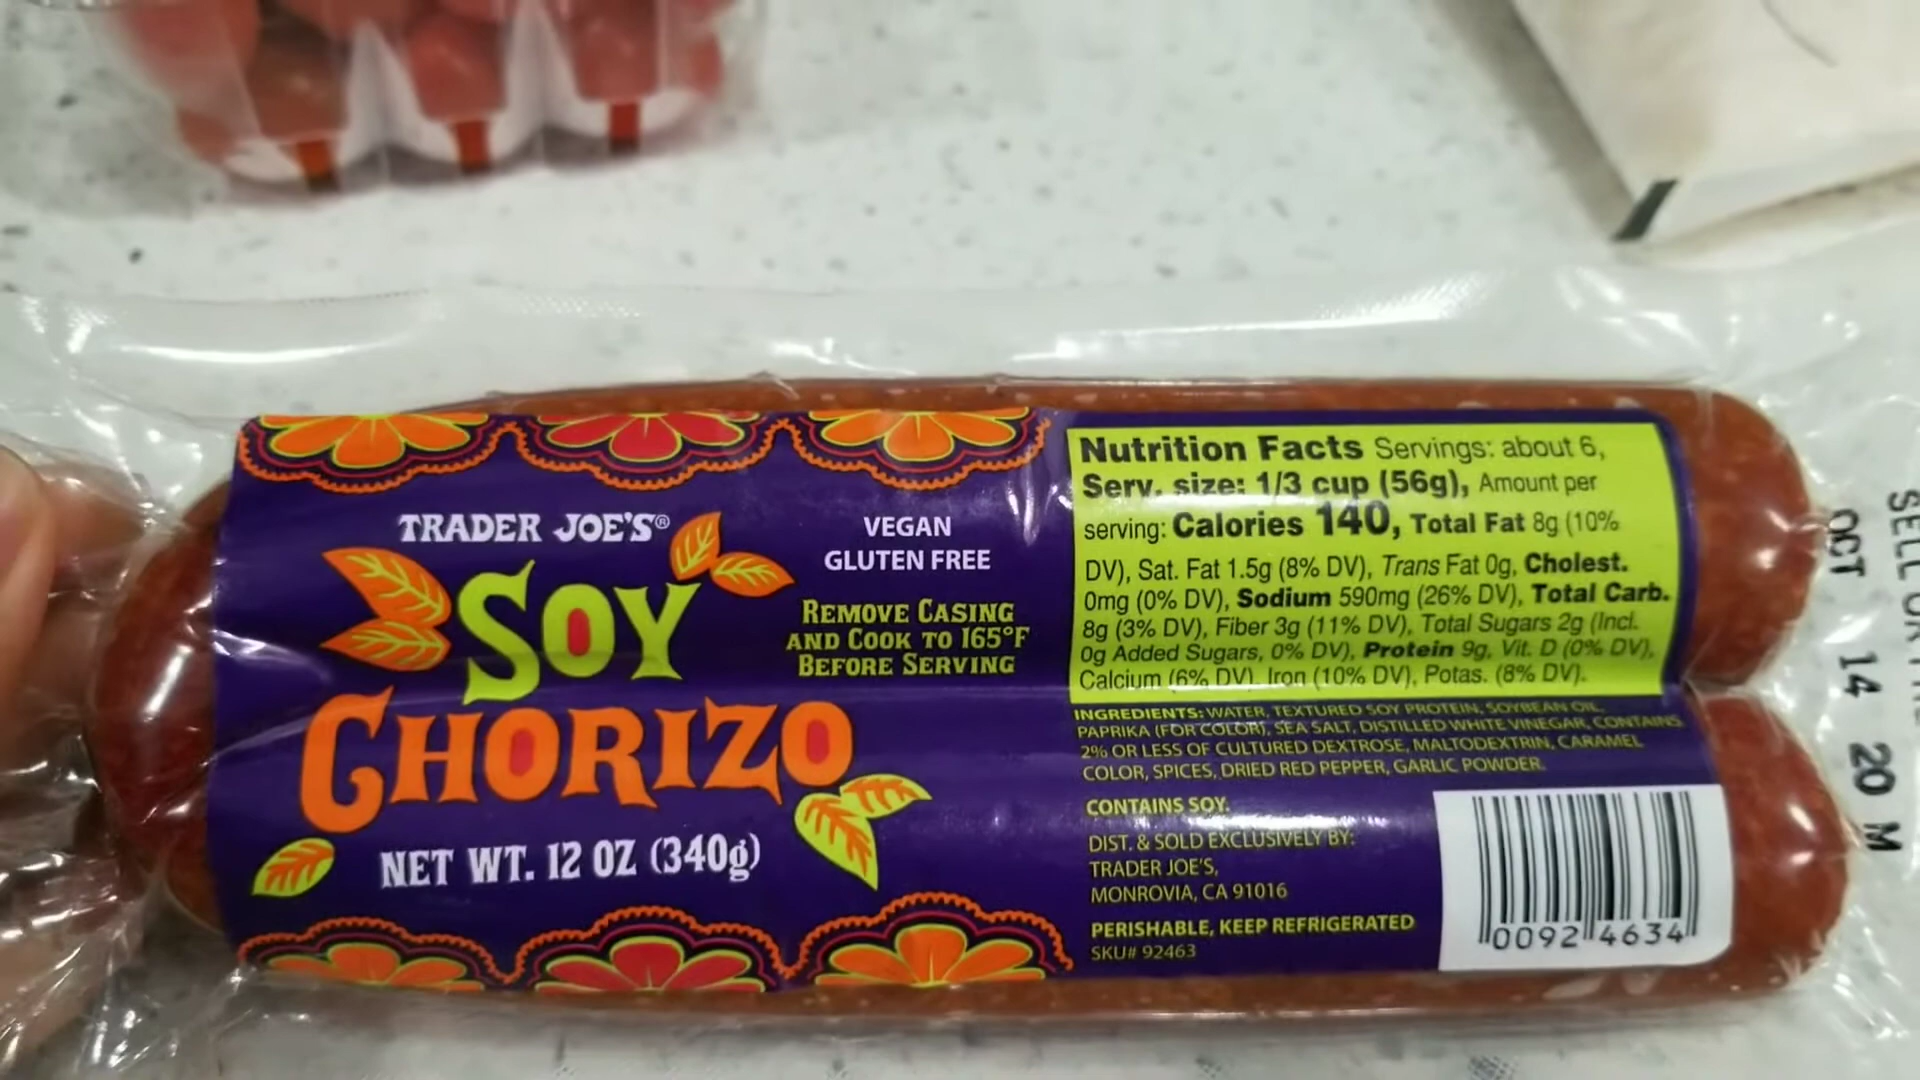 TRADER JOE'S®
SOY
CHORIZO
NET WT. 12 OZ (340g)
VEGAN
GLUTEN FREE
REMOVE CASING
AND COOK TO 165°F
BEFORE SERVING
Nutrition Facts Servings: about 6,
Serv. size: 1/3 cup (56g), Amount per
serving: Calories 140, Total Fat 8g (10%
DV), Sat. Fat 1.5g (8% DV), Trans Fat 0g, Cholest.
0mg (0% DV), Sodium 590mg (26% DV), Total Carb.
8g (3% DV), Fiber 3g (11% DV), Total Sugars 2g (Incl.
0g Added Sugars, 0% DV), Protein 9g, Vit. D (0% DV),
Calcium (6% DV), Iron (10% DV), Potas. (8% DV).
INGREDIENTS: WATER, TEXTURED SOY PROTEIN, SOYBEAN OIL,
PAPRIKA (FOR COLOR), SEA SALT, DISTILLED WHITE VINEGAR, CONTAINS
2% OR LESS OF CULTURED DEXTROSE, MALTODEXTRIN, CARAMEL
COLOR, SPICES, DRIED RED PEPPER, GARLIC POWDER.
CONTAINS SOY.
DIST. & SOLD EXCLUSIVELY BY:
TRADER JOE'S,
MONROVIA, CA 91016
PERISHABLE, KEEP REFRIGERATED
SKU# 92463
0092 4634
SELL
OCT 14 20 M